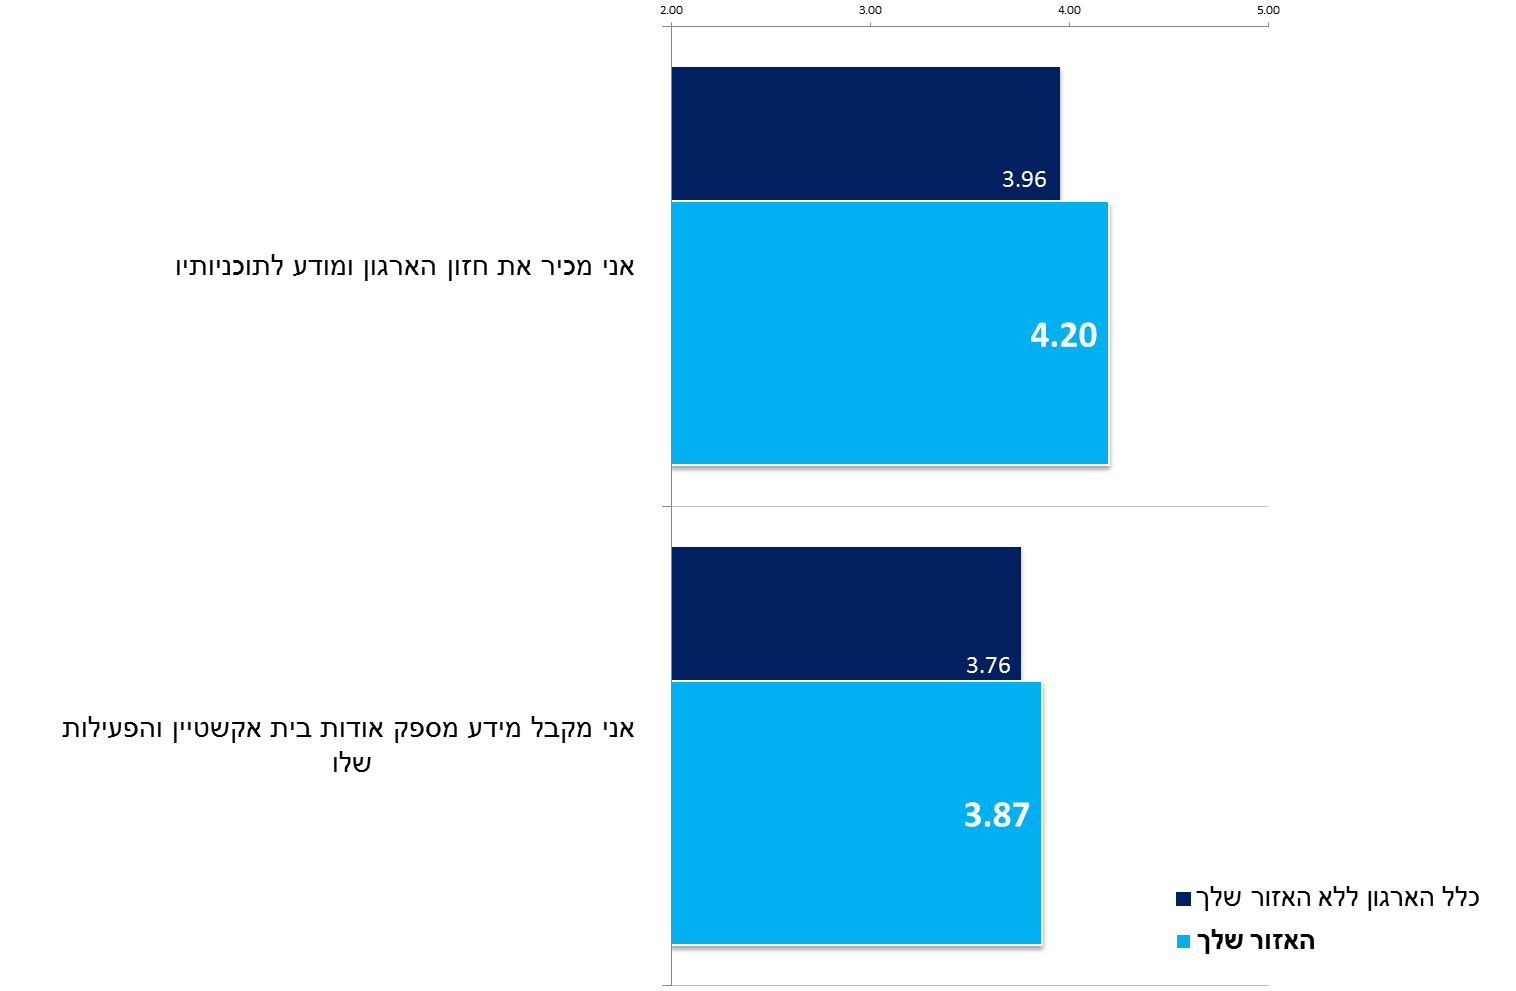 2.00 3.00 4.00 5.00
3.96
אני מכיר את חזון הארגון ומודע לתוכניותיו
4.20
3.76
אני מקבל מידע מספק אודות בית אקשטיין והפעילות
שלו
3.87
כלל הארגון ללא האזור שלך
האזור שלך